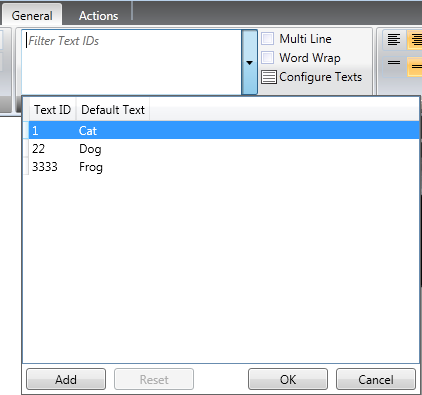 General Actions
Filter Text IDs
Multi Line
Word Wrap
Configure Texts
Text ID Default Text
1 Cat
22 Dog
3333 Frog
Add Reset OK Cancel